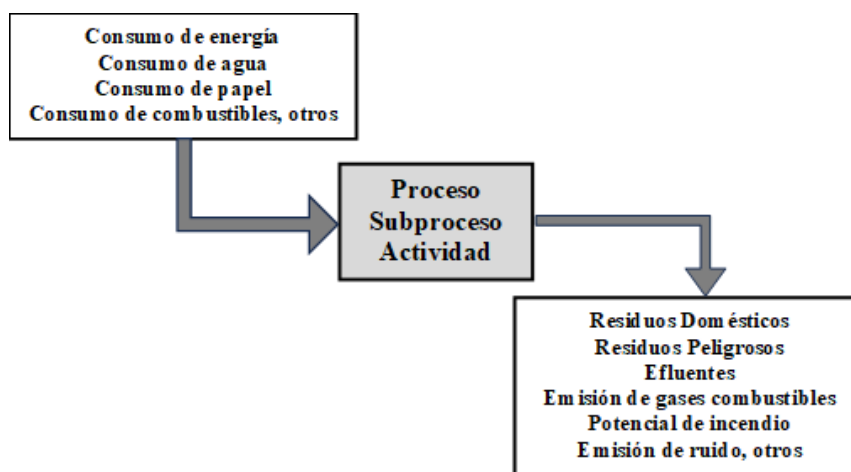 Consumo de energía
Consumo de agua
Consumo de papel
Consumo de combustibles, otros
Proceso
Subproceso
Actividad
Residuos Domésticos
Residuos Peligrosos
Efluentes
Emisión de gases combustibles
Potencial de incendio
Emisión de ruido, otros